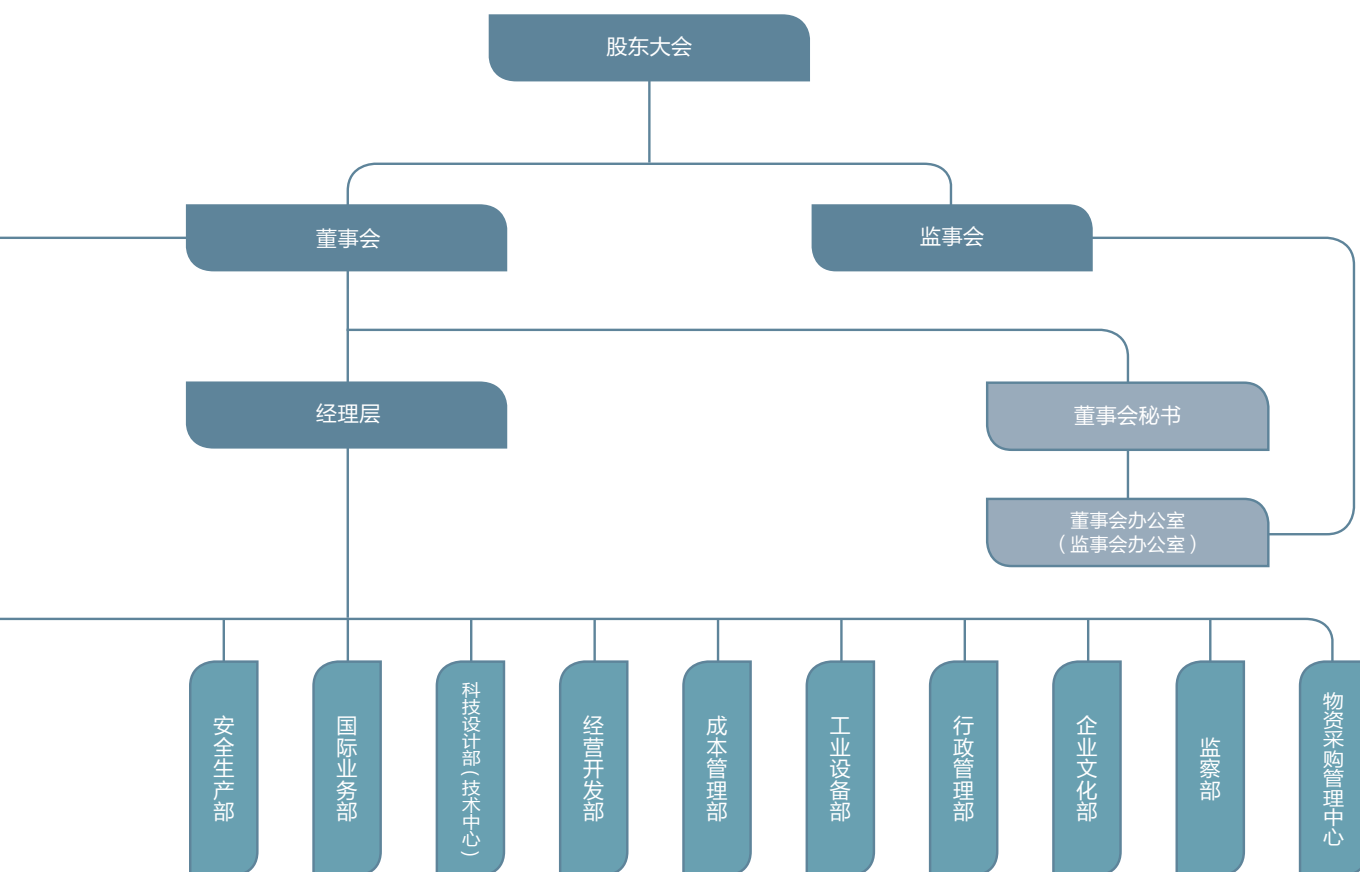 股东大会
董事会
监事会
经理层
董事会秘书
董事会办公室
（监事会办公室）
安全生产部
国际业务部
科技设计部（技术中心）
经营开发部
成本管理部
工业设备部
行政管理部
企业文化部
监察部
物资采购管理中心